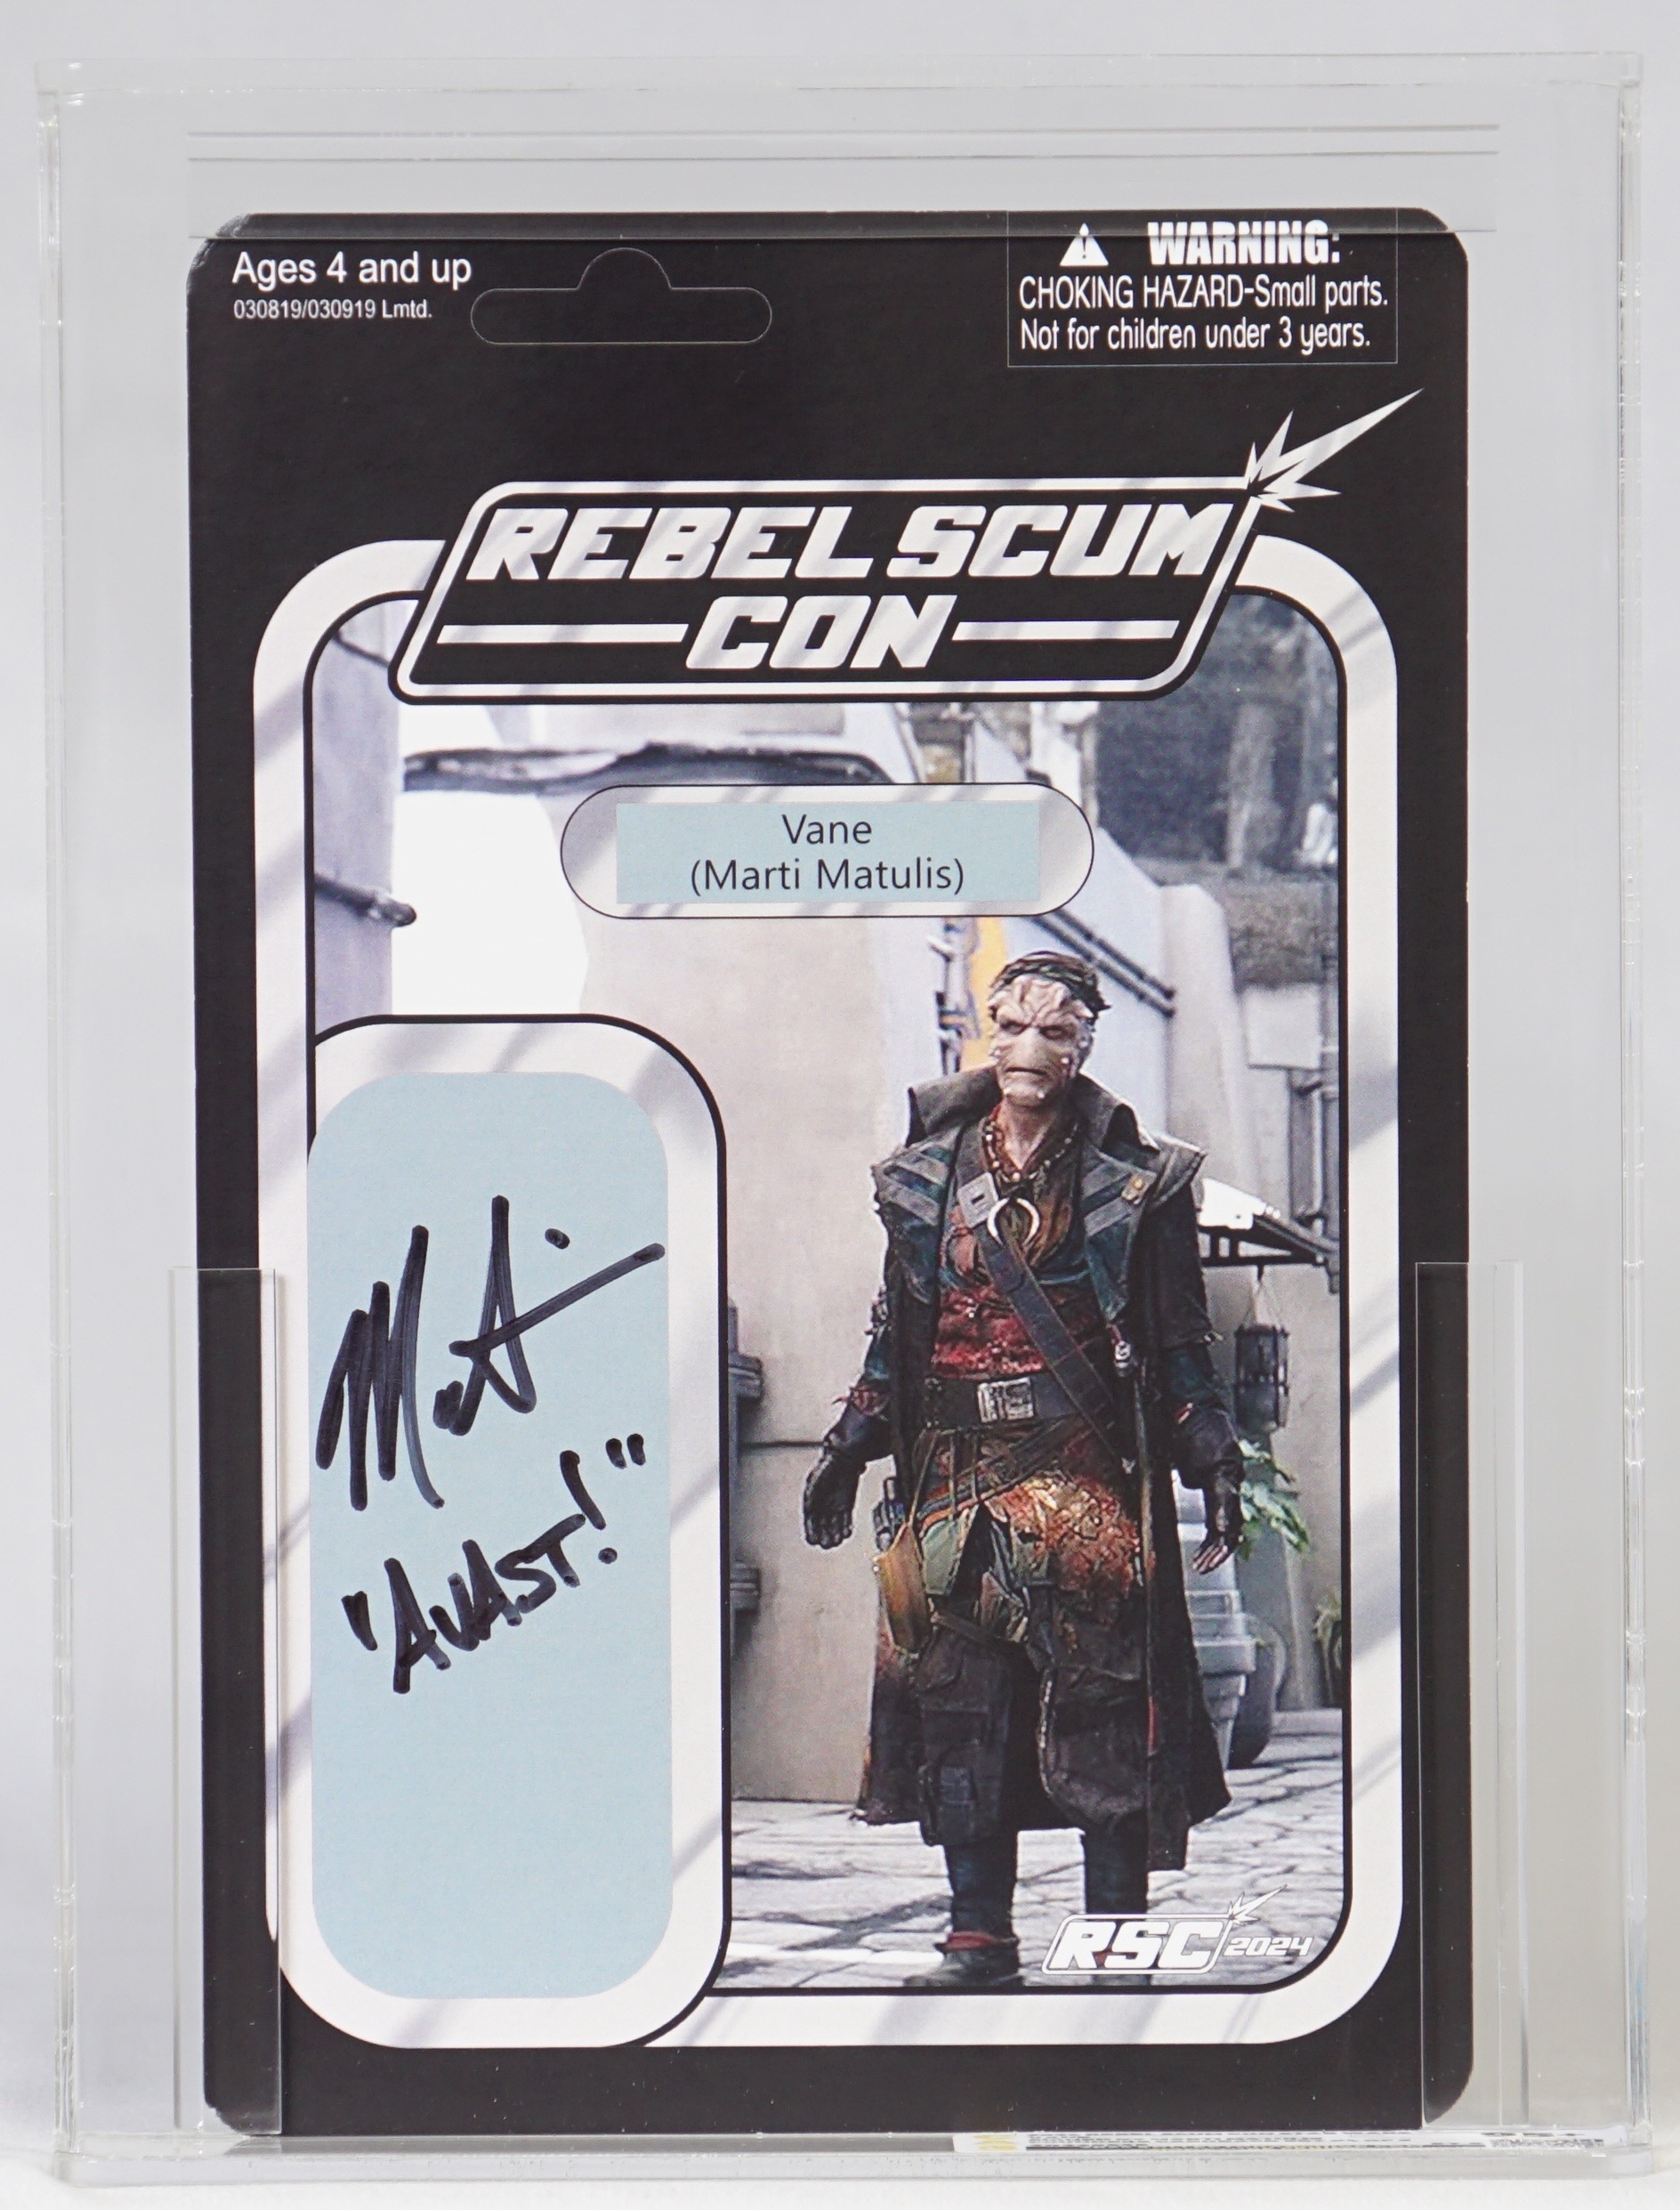 Ages 4 and up
030819/030919 Lmtd.
WARNING:
CHOKING HAZARD-Small parts.
Not for children under 3 years.
REBEL SCUM
CON
Vane
(Marti Matulis)
"AVAST!"
RSC 2024